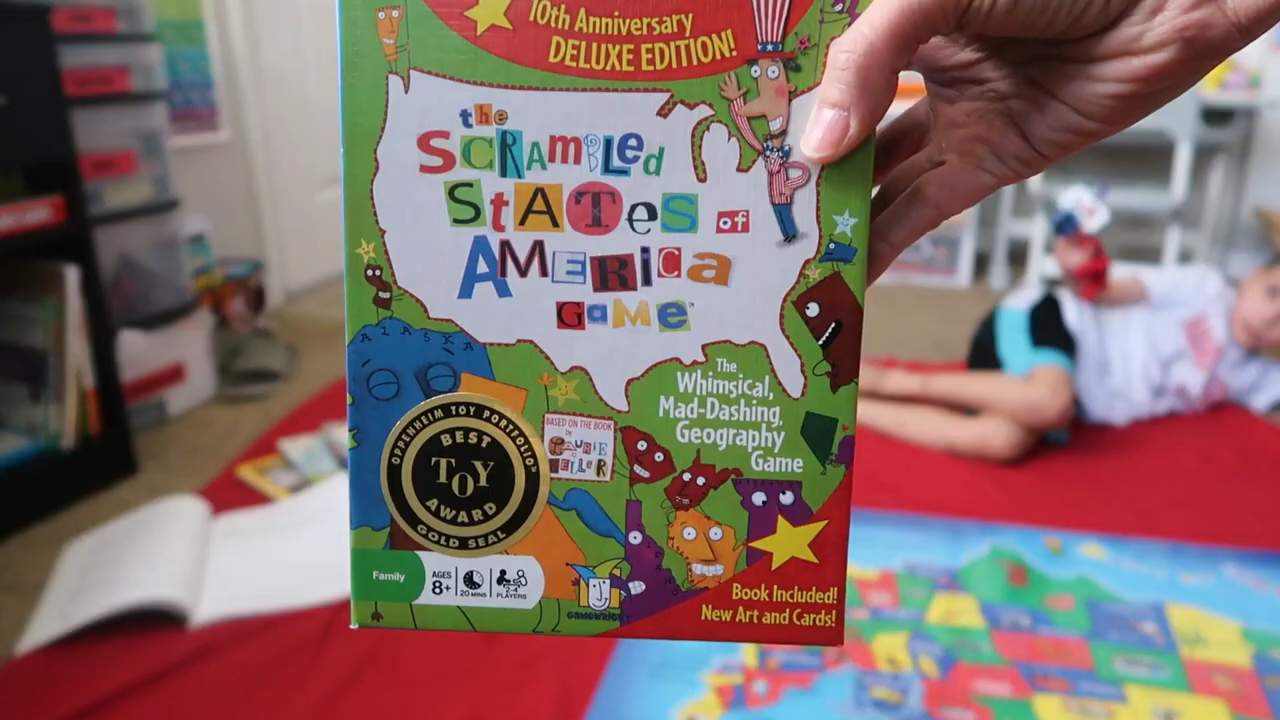 10th Anniversary
DELUXE EDITION!
the
SCRAMBLED
STATES OF
AMERICA
GAME™
ALASKA
The
Whimsical,
Mad-Dashing,
Geography
Game
OPPENHEIM TOY PORTFOLIO
BEST
TOY
AWARD
GOLD SEAL
BASED ON THE BOOK
by
LAURIE
KELLER
Family
AGES
8+
20 MINS
2-4
PLAYERS
GAMEWRIGHT
Book Included!
New Art and Cards!